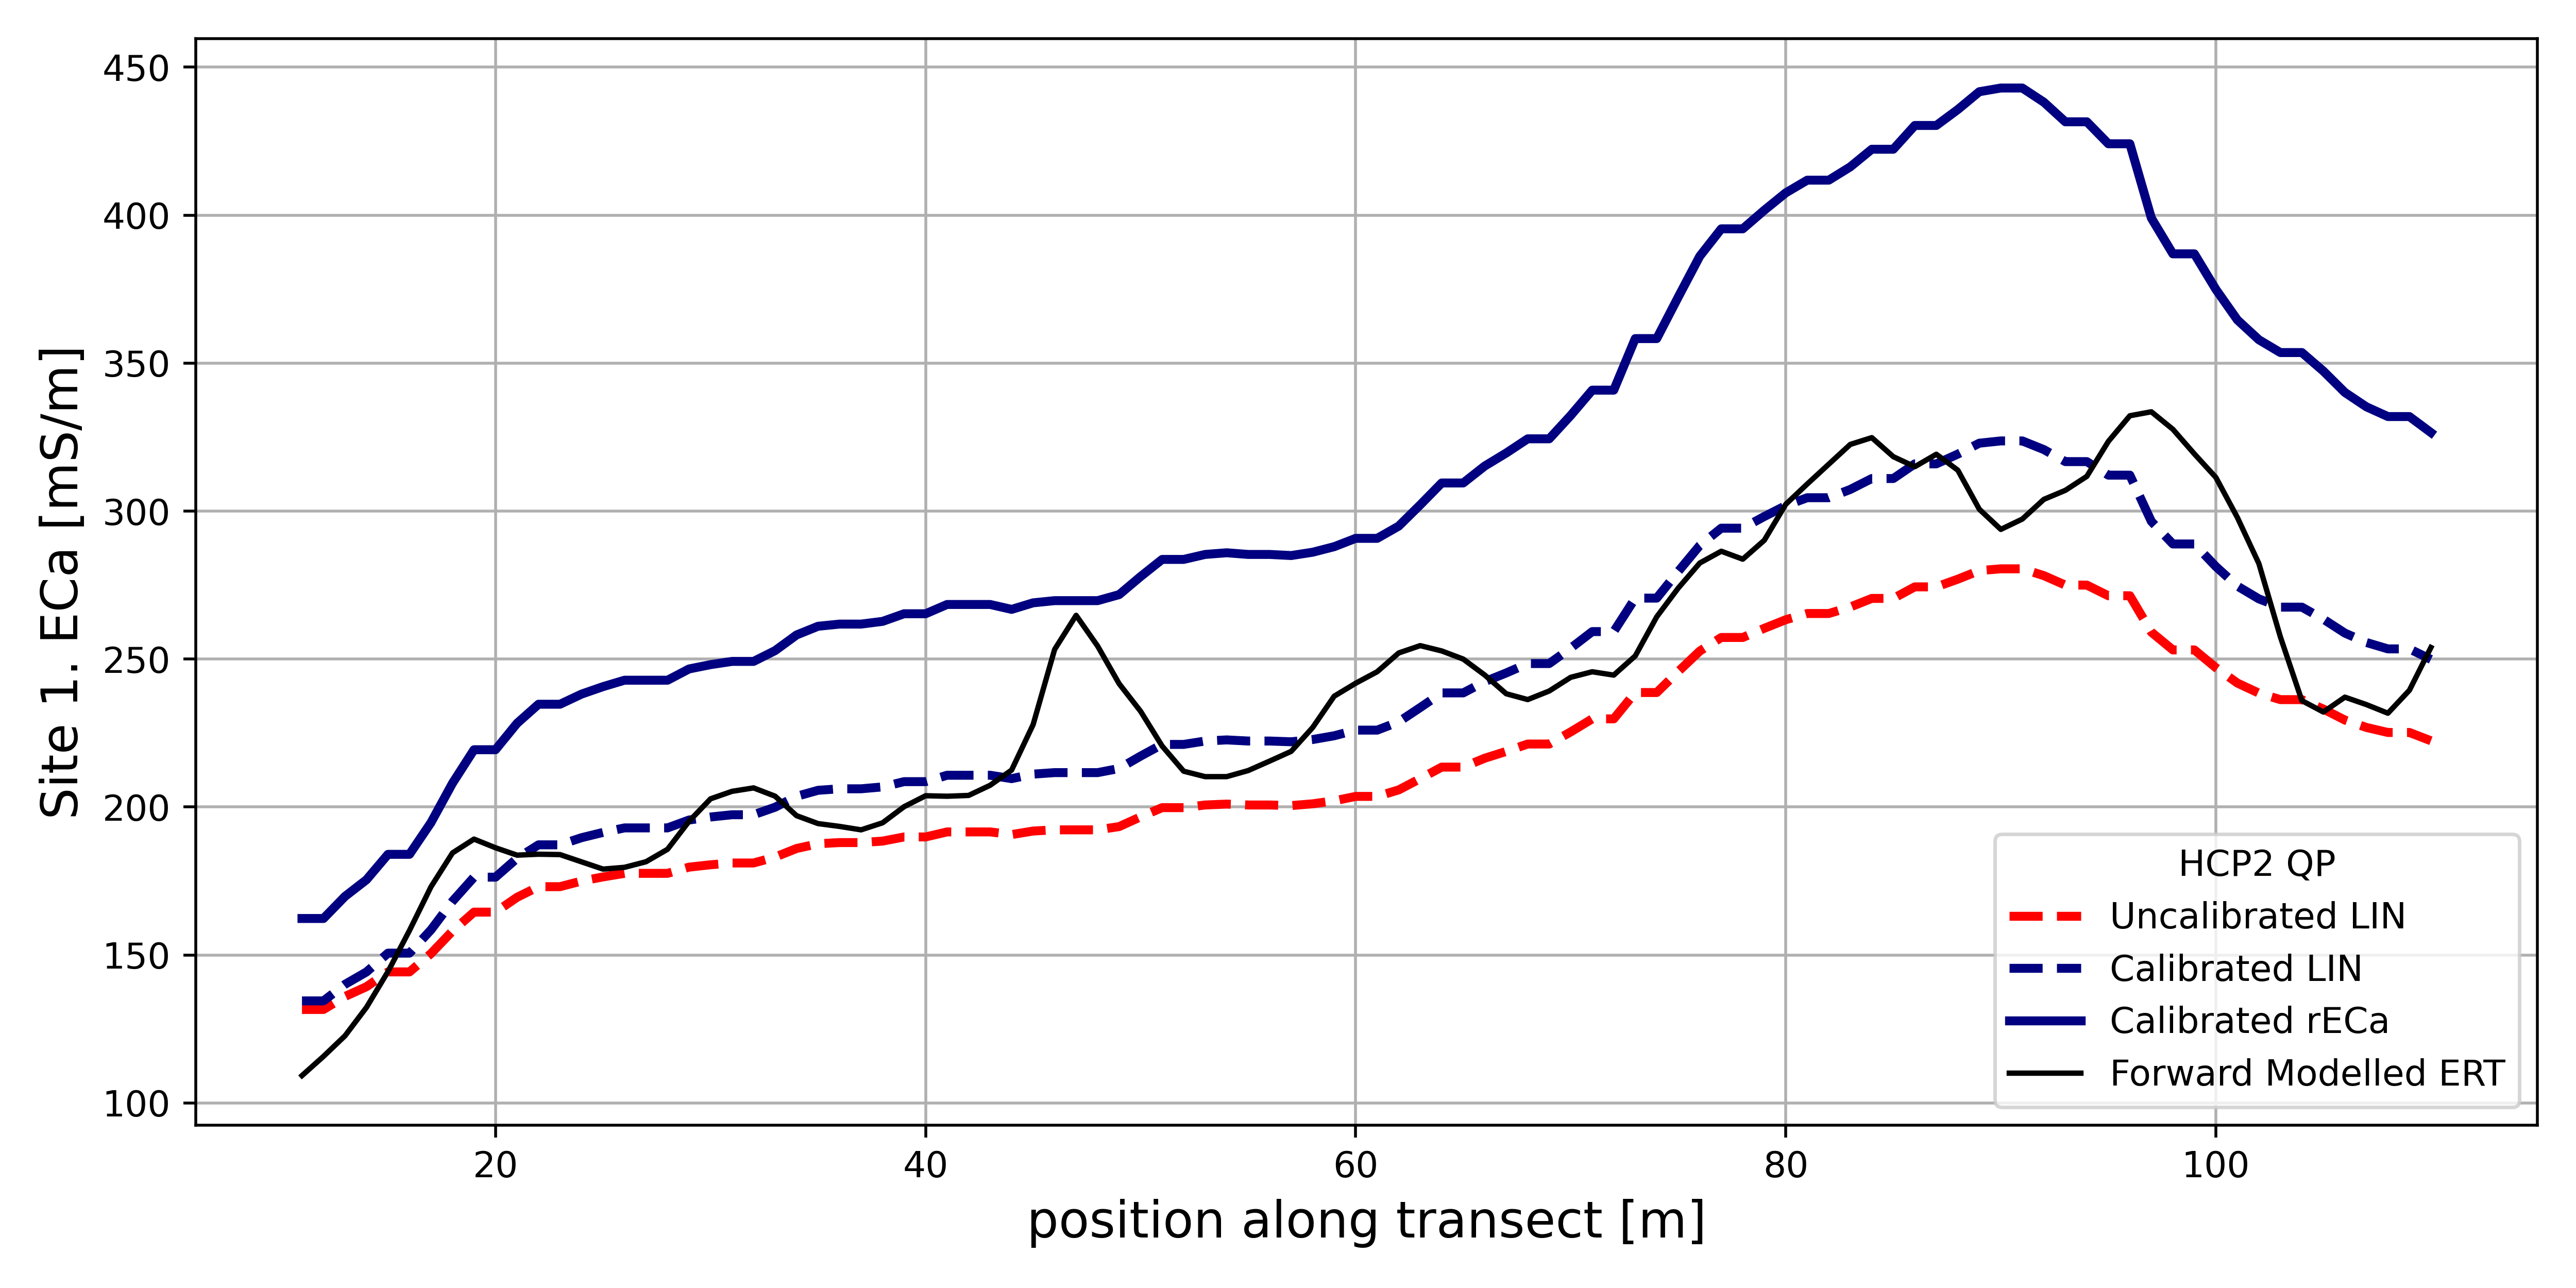 450
400
350
300
250
200
150
100
Site 1. ECa [mS/m]
20
40
60
80
100
position along transect [m]
HCP2 QP
Uncalibrated LIN
Calibrated LIN
Calibrated rECa
Forward Modelled ERT